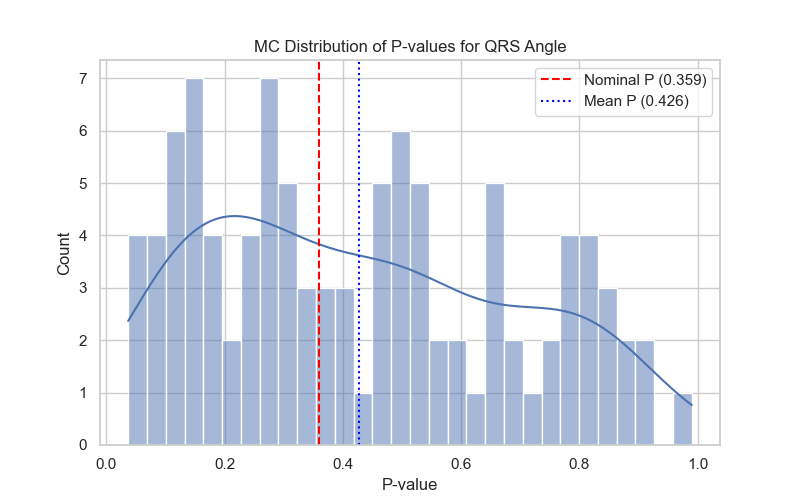 MC Distribution of P-values for QRS Angle
Nominal P (0.359)
Mean P (0.426)
Count
7
6
5
4
3
2
1
0
0.0 0.2 0.4 0.6 0.8 1.0
P-value